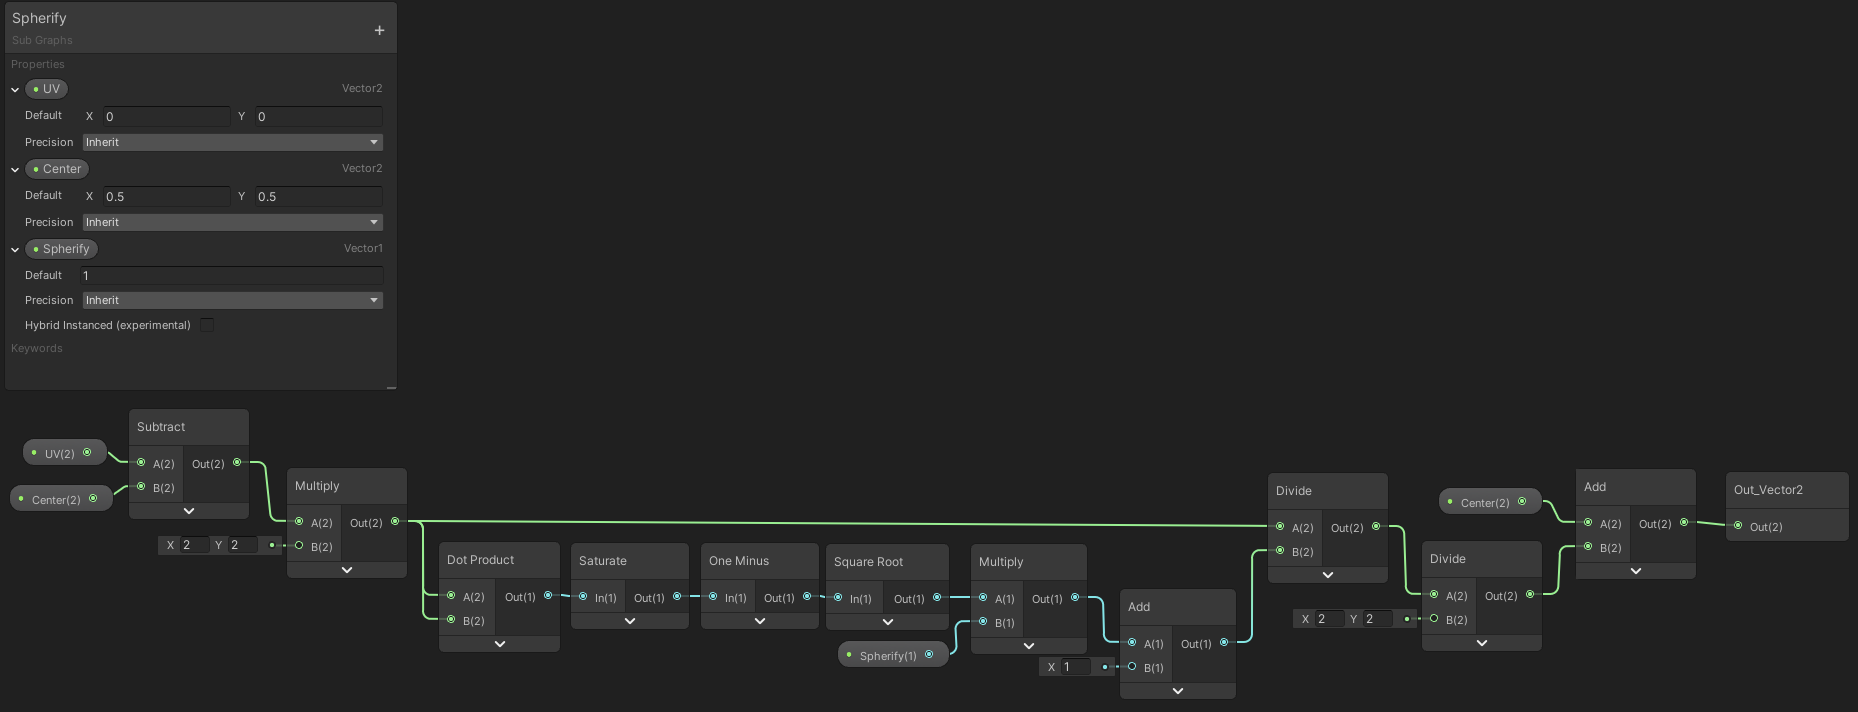 Spherify
Sub Graphs
+
Properties
UV Vector2
Default X 0 Y 0
Precision Inherit
Center Vector2
Default X 0.5 Y 0.5
Precision Inherit
Spherify Vector1
Default 1
Precision Inherit
Hybrid Instanced (experimental)
Keywords
UV(2)
Center(2)
Subtract
A(2) Out(2)
B(2)
X 2 Y 2
Multiply
A(2) Out(2)
B(2)
Dot Product
A(2) Out(1)
B(2)
Saturate
In(1) Out(1)
One Minus
In(1) Out(1)
Square Root
In(1) Out(1)
Spherify(1)
Multiply
A(1) Out(1)
B(1)
X 1
Add
A(1) Out(1)
B(1)
Divide
A(2) Out(2)
B(2)
X 2 Y 2
Divide
A(2) Out(2)
B(2)
Center(2)
Add
A(2) Out(2)
B(2)
Out_Vector2
Out(2)